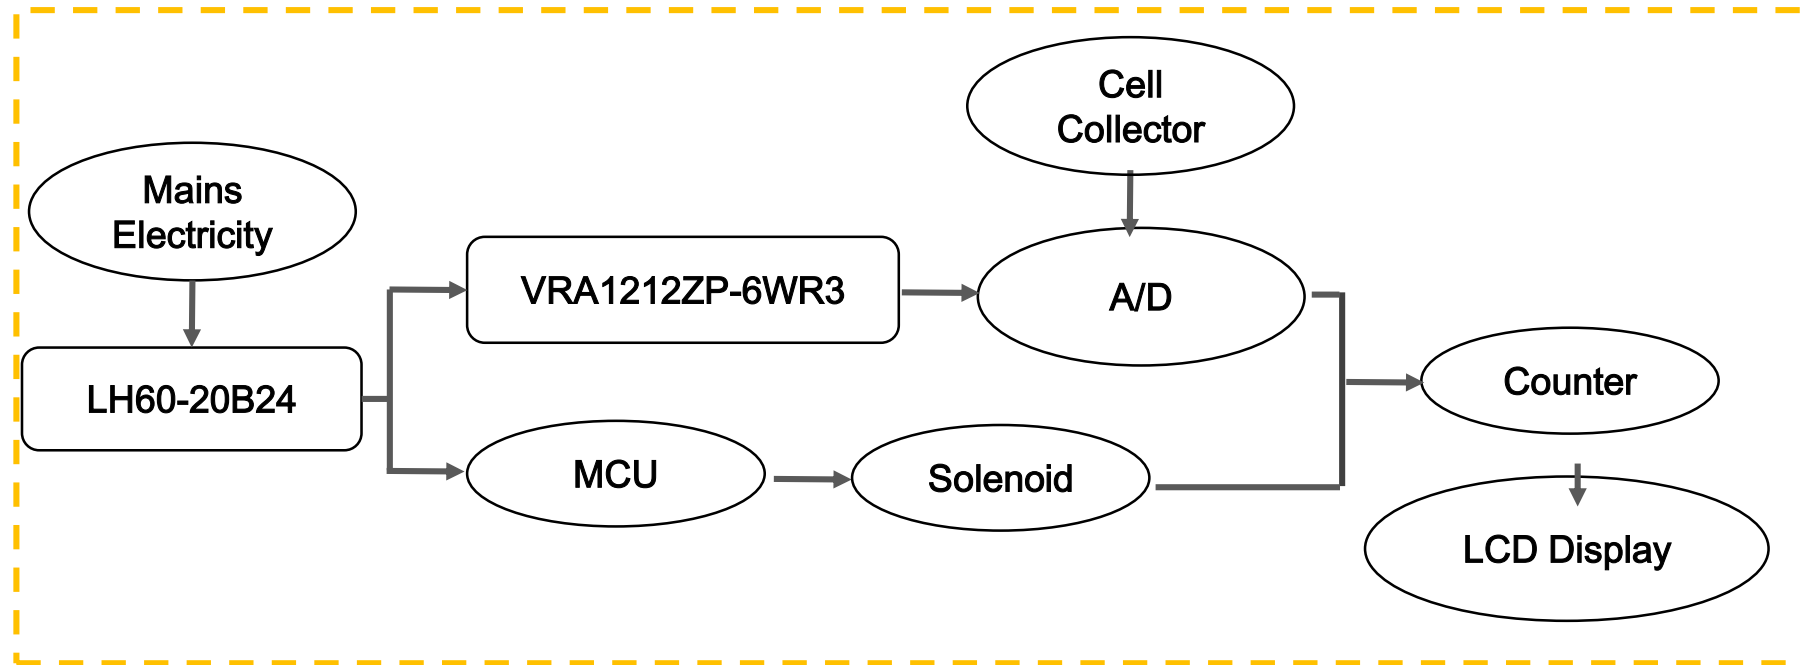 Cell
Collector
Mains
Electricity
VRA1212ZP-6WR3
A/D
LH60-20B24
Counter
MCU
Solenoid
LCD Display